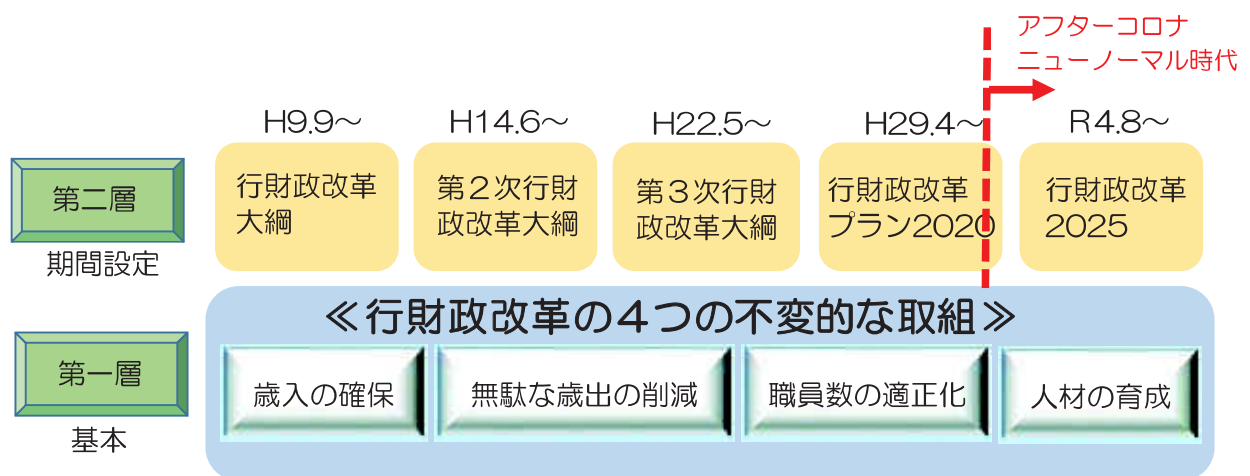 アフターコロナ
ニューノーマル時代
H9.9～
H14.6～
H22.5～
H29.4～
R4.8～
第二層
期間設定
行財政改革
大綱
第２次行財
政改革大綱
第３次行財
政改革大綱
行財政改革
プラン2020
行財政改革
2025
≪行財政改革の４つの不変的な取組≫
第一層
基本
歳入の確保
無駄な歳出の削減
職員数の適正化
人材の育成